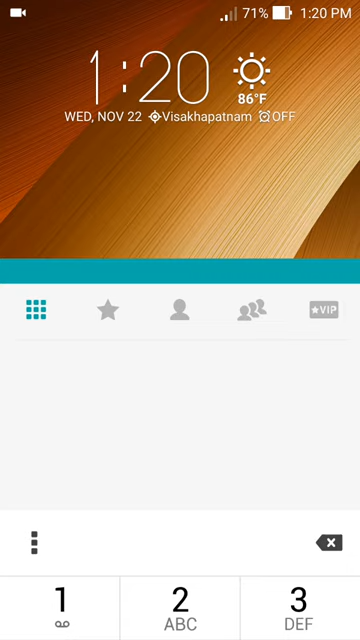 71% 1:20 PM
1:20
86°F
WED, NOV 22 Visakhapatnam OFF
VIP
1 2 3
ABC DEF